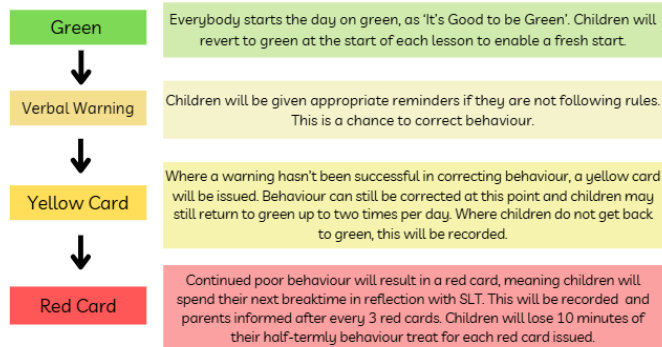 Green
Everybody starts the day on green, as ‘It’s Good to be Green’. Children will
revert to green at the start of each lesson to enable a fresh start.
Verbal Warning
Children will be given appropriate reminders if they are not following rules.
This is a chance to correct behaviour.
Yellow Card
Where a warning hasn’t been successful in correcting behaviour, a yellow card
will be issued. Behaviour can still be corrected at this point and children may
still return to green up to two times per day. Where children do not get back
to green, this will be recorded.
Red Card
Continued poor behaviour will result in a red card, meaning children will
spend their next breaktime in reflection with SLT. This will be recorded and
parents informed after every 3 red cards. Children will lose 10 minutes of
their half-termly behaviour treat for each red card issued.